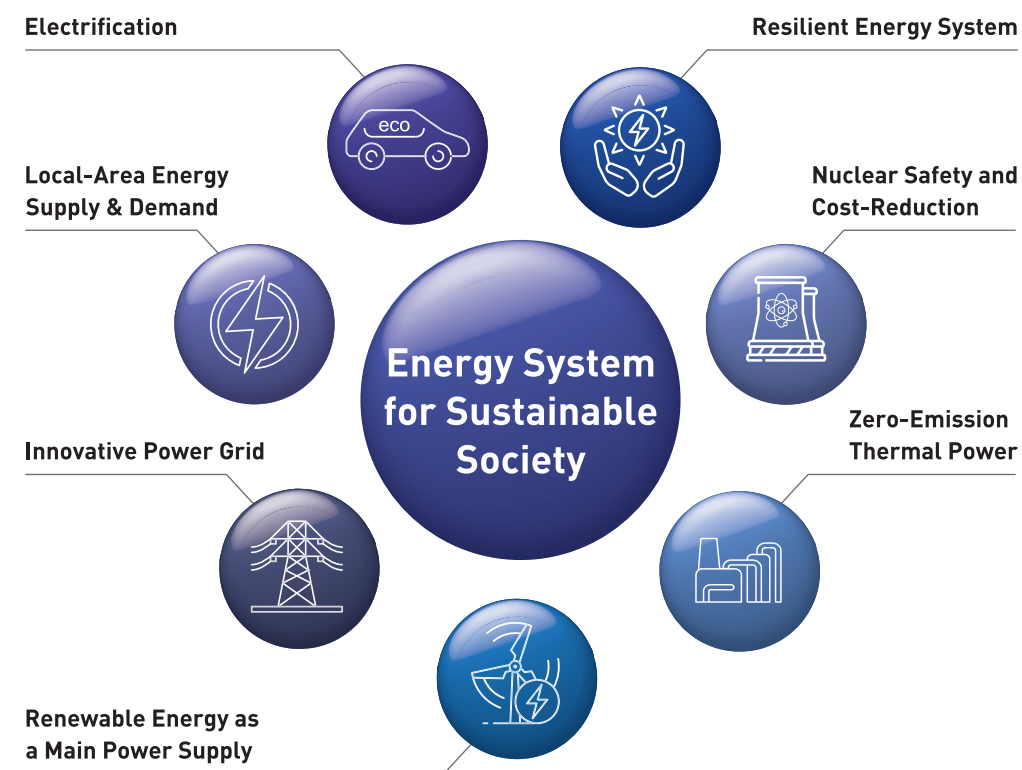 Electrification
Resilient Energy System
eco
Local-Area Energy
Supply & Demand
Nuclear Safety and
Cost-Reduction
Energy System
for Sustainable
Society
Innovative Power Grid
Zero-Emission
Thermal Power
Renewable Energy as
a Main Power Supply